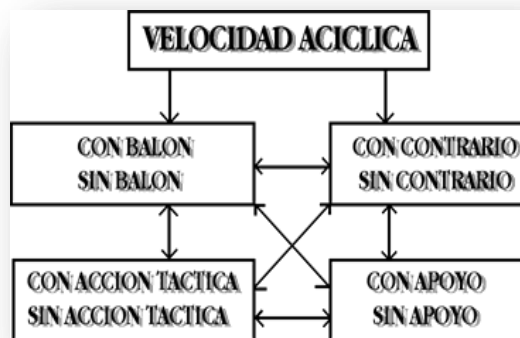 VELOCIDAD ACICLICA
CON BALON
SIN BALON
CON CONTRARIO
SIN CONTRARIO
CON ACCION TACTICA
SIN ACCION TACTICA
CON APOYO
SIN APOYO